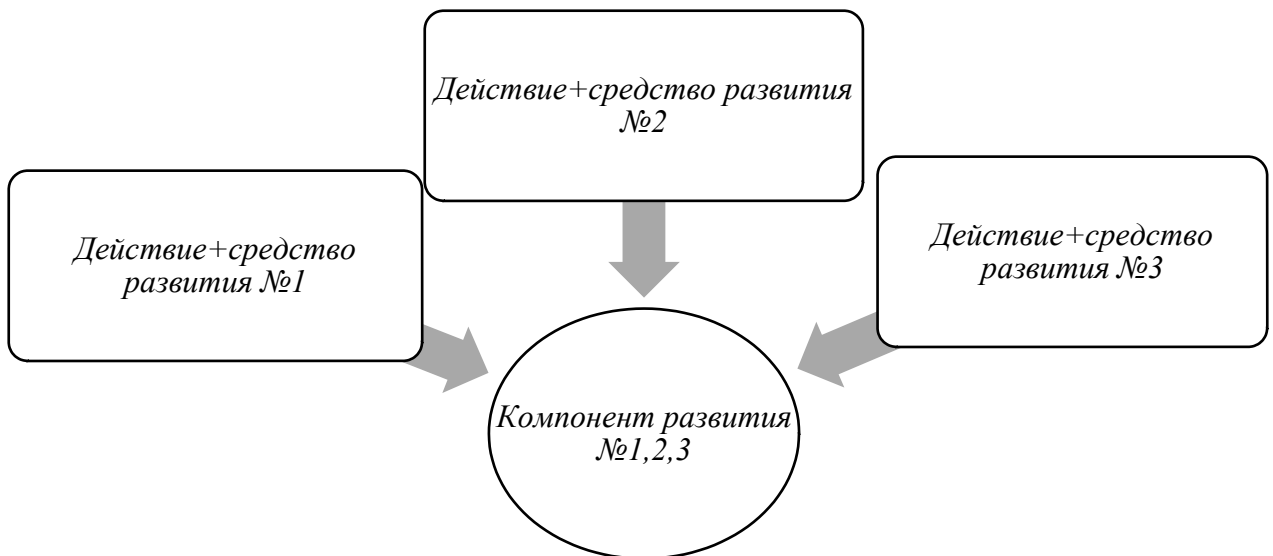 Действие+средство развития
№2
Действие+средство
развития №1
Действие+средство
развития №3
Компонент развития
№1,2,3